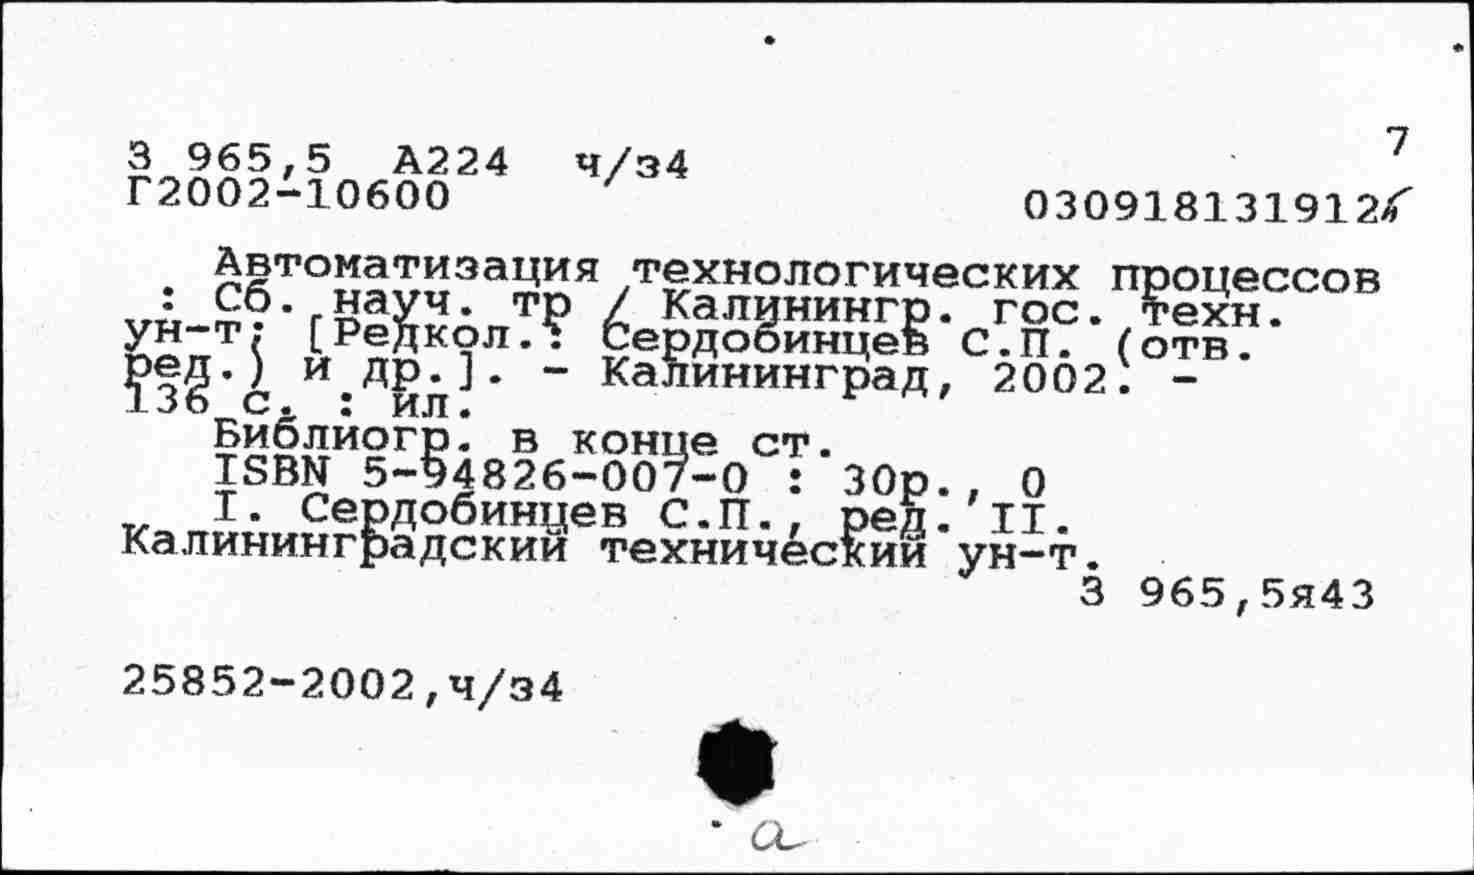 7
З 965,5 А224 ч/з4
Г2002-10600
030918131912
Автоматизация технологических процессов
: Сб. науч. тр / Калинингр. гос. техн.
ун-т; [Редкол.: Сердобинцев С.П. (отв.
ред.) и др.]. - Калининград, 2002. -
136 с. : ил.
Библиогр. в конце ст.
ISBN 5-94826-007-0 : 30р., 0
I. Сердобинцев С.П., ред. II.
Калининградский технический ун-т.
З 965,5я43
25852-2002,ч/з4
а